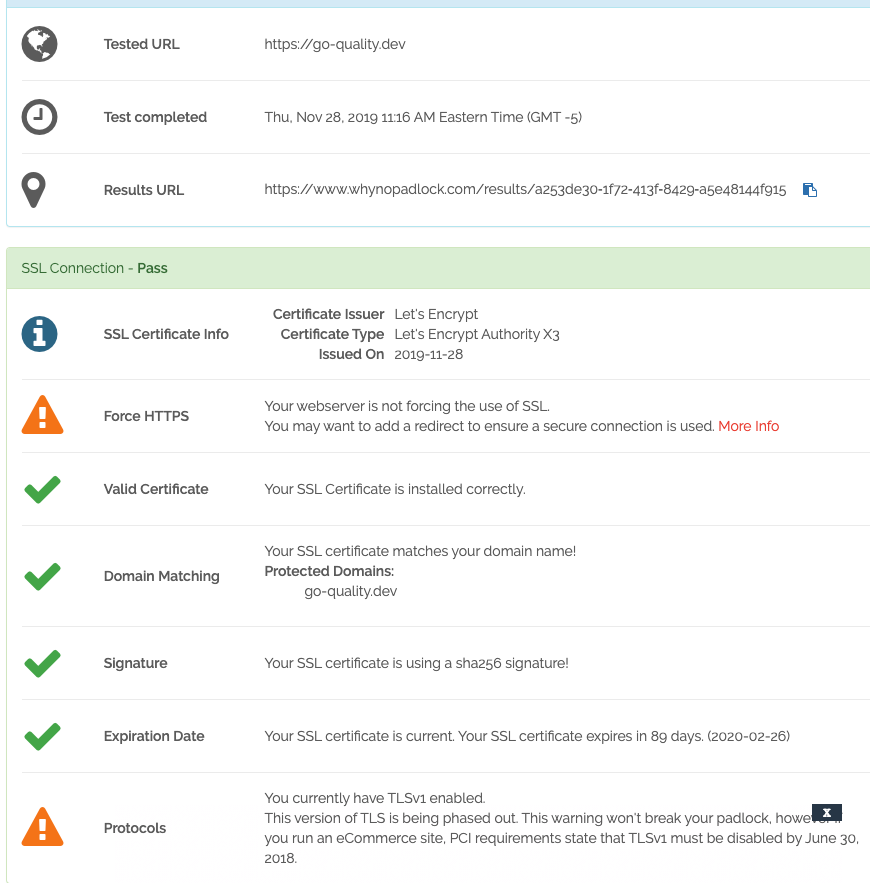 Tested URL https://go-quality.dev
Test completed Thu, Nov 28, 2019 11:16 AM Eastern Time (GMT -5)
Results URL https://www.whynopadlock.com/results/a253de30-1f72-413f-8429-a5e48144f915
SSL Connection - Pass
SSL Certificate Info
Certificate Issuer Let's Encrypt
Certificate Type Let's Encrypt Authority X3
Issued On 2019-11-28
Force HTTPS
Your webserver is not forcing the use of SSL.
You may want to add a redirect to ensure a secure connection is used. More Info
Valid Certificate Your SSL Certificate is installed correctly.
Domain Matching
Your SSL certificate matches your domain name!
Protected Domains:
go-quality.dev
Signature Your SSL certificate is using a sha256 signature!
Expiration Date Your SSL certificate is current. Your SSL certificate expires in 89 days. (2020-02-26)
Protocols
You currently have TLSv1 enabled.
This version of TLS is being phased out. This warning won't break your padlock, however if
you run an eCommerce site, PCI requirements state that TLSv1 must be disabled by June 30,
2018.